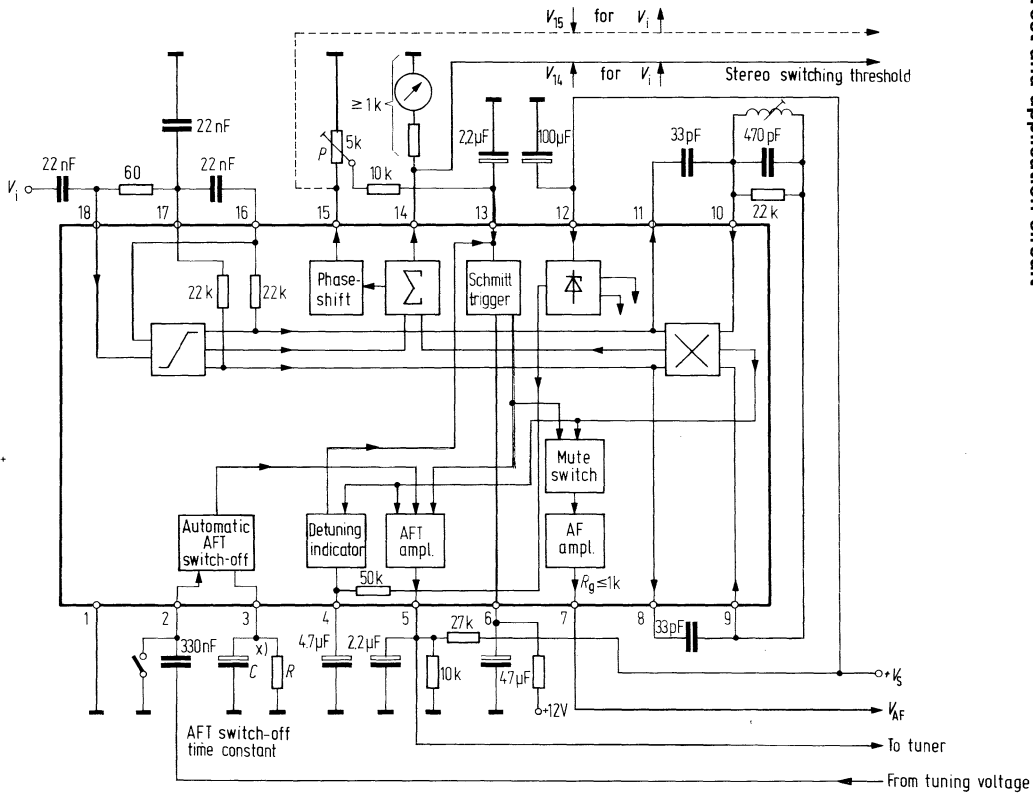 V15 for Vi
V14 for Vi
Stereo switching threshold
≥1k
5k
P
2,2µF
100µF
33pF
470pF
22nF
22nF
60
22nF
Vi
10k
22k
18
17
16
15
14
13
12
11
10
22k
22k
Phase-
shift
Σ
Schmitt
trigger
Mute
switch
Automatic
AFT
switch-off
Detuning
indicator
AFT
ampl.
AF
ampl.
50k
Rg≤1k
1
2
3
4
5
6
7
8
9
27k
33pF
330nF
x)
C
R
4.7µF
2.2µF
10k
47µF
+12V
+VS
VAF
AFT switch-off
time constant
To tuner
From tuning voltage
+